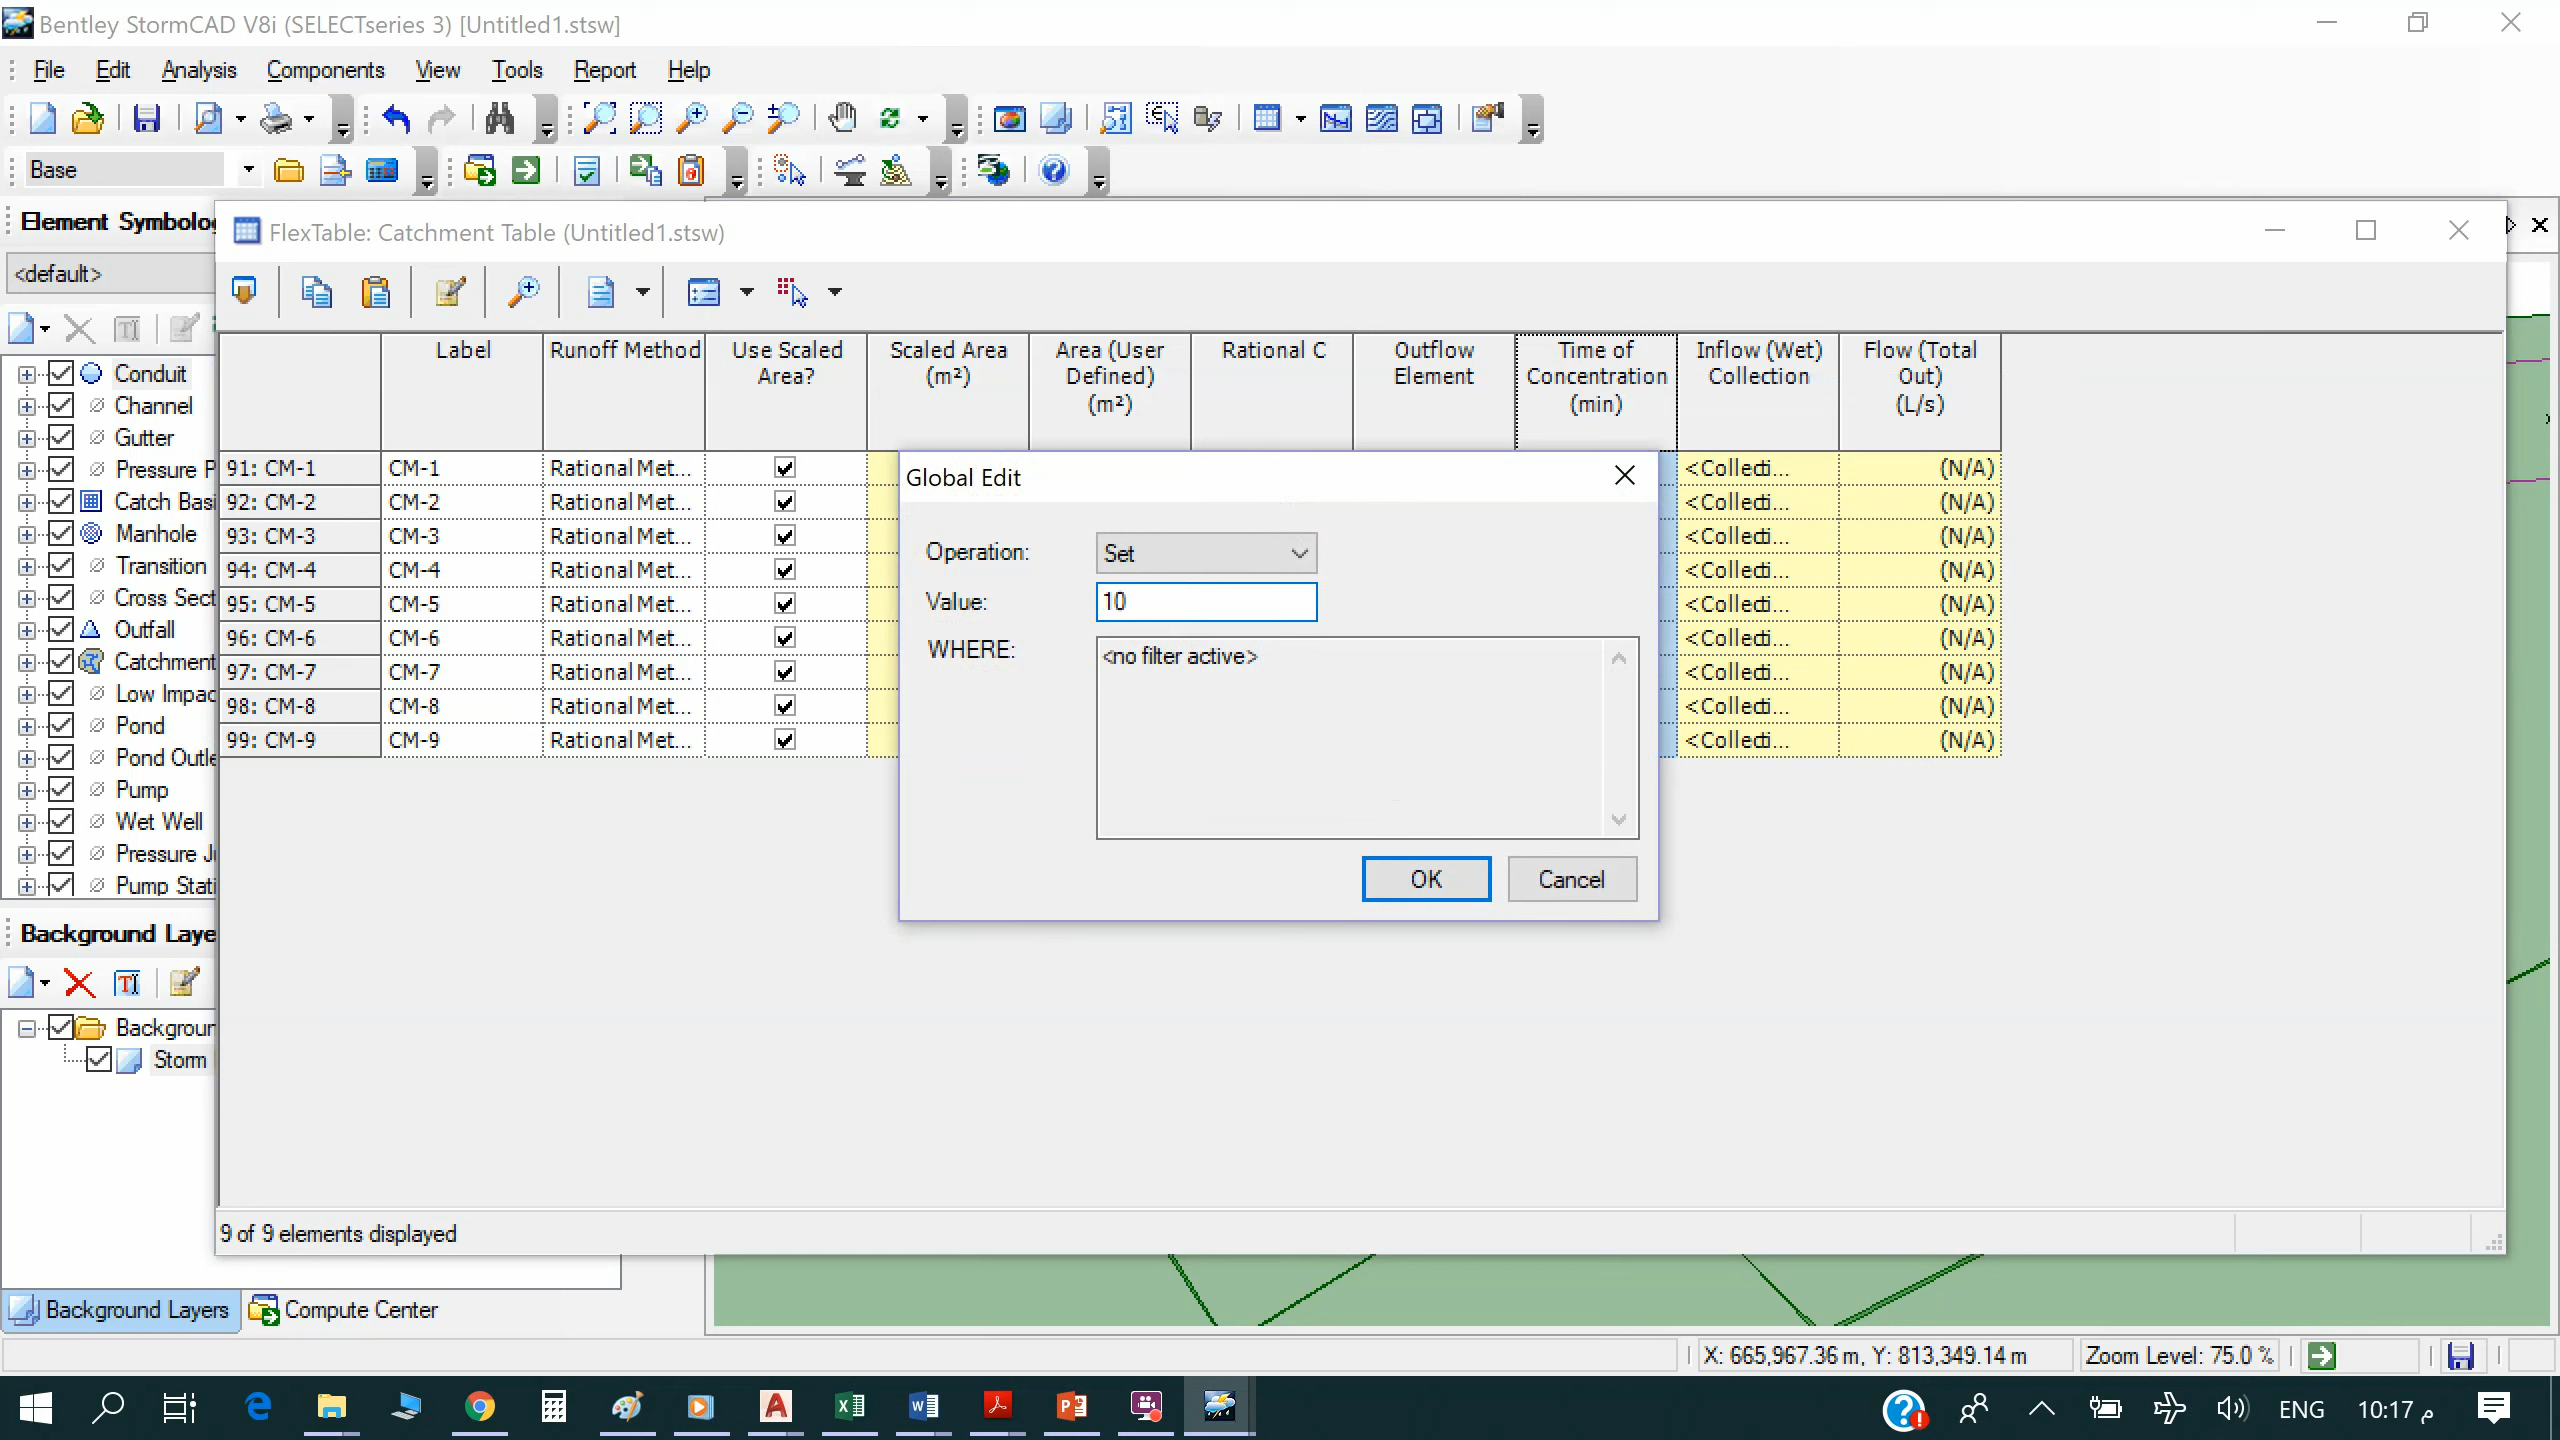 Bentley StormCAD V8i (SELECTseries 3) [Untitled1.stsw]
File Edit Analysis Components View Tools Report Help
Base
Element Symbolog
<default>
FlexTable: Catchment Table (Untitled1.stsw)
Conduit
Channel
Gutter
Pressure P
Catch Basi
Manhole
Transition
Cross Sect
Outfall
Catchment
Low Impac
Pond
Pond Outle
Pump
Wet Well
Pressure Ju
Pump Stati
Label Runoff Method Use Scaled Area? Scaled Area (m²) Area (User Defined) (m²) Rational C Outflow Element Time of Concentration (min) Inflow (Wet) Collection Flow (Total Out) (L/s)
91: CM-1 CM-1 Rational Met... <Collecti... (N/A)
92: CM-2 CM-2 Rational Met... <Collecti... (N/A)
93: CM-3 CM-3 Rational Met... <Collecti... (N/A)
94: CM-4 CM-4 Rational Met... <Collecti... (N/A)
95: CM-5 CM-5 Rational Met... <Collecti... (N/A)
96: CM-6 CM-6 Rational Met... <Collecti... (N/A)
97: CM-7 CM-7 Rational Met... <Collecti... (N/A)
98: CM-8 CM-8 Rational Met... <Collecti... (N/A)
99: CM-9 CM-9 Rational Met... <Collecti... (N/A)
Global Edit
Operation: Set
Value: 10
WHERE: <no filter active>
OK Cancel
Background Laye
Backgroun
Storm
9 of 9 elements displayed
Background Layers Compute Center
X: 665,967.36 m, Y: 813,349.14 m Zoom Level: 75.0 %
ENG 10:17 م